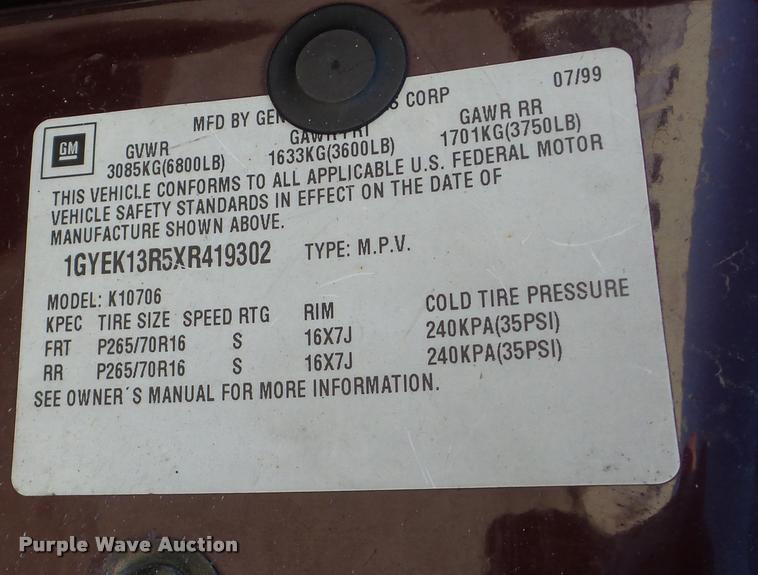 07/99
MFD BY GEN CORP
GM
GVWR GAWR FRT GAWR RR
3085KG(6800LB) 1633KG(3600LB) 1701KG(3750LB)
THIS VEHICLE CONFORMS TO ALL APPLICABLE U.S. FEDERAL MOTOR
VEHICLE SAFETY STANDARDS IN EFFECT ON THE DATE OF
MANUFACTURE SHOWN ABOVE.
1GYEK13R5XR419302 TYPE: M.P.V.
MODEL: K10706
KPEC TIRE SIZE SPEED RTG RIM COLD TIRE PRESSURE
FRT P265/70R16 S 16X7J 240KPA(35PSI)
RR P265/70R16 S 16X7J 240KPA(35PSI)
SEE OWNER'S MANUAL FOR MORE INFORMATION.
Purple Wave Auction